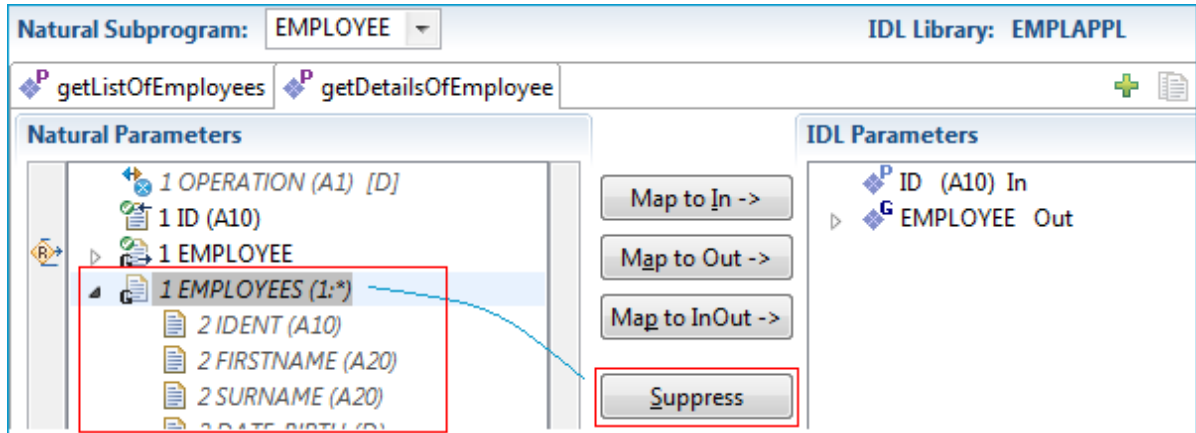 Natural Subprogram: EMPLOYEE IDL Library: EMPLAPPL
P getListOfEmployees P getDetailsOfEmployee
Natural Parameters
1 OPERATION (A1) [D]
1 ID (A10)
R
G 1 EMPLOYEE
G 1 EMPLOYEES (1:*)
2 IDENT (A10)
2 FIRSTNAME (A20)
2 SURNAME (A20)
Map to In ->
Map to Out ->
Map to InOut ->
Suppress
IDL Parameters
P ID (A10) In
G EMPLOYEE Out